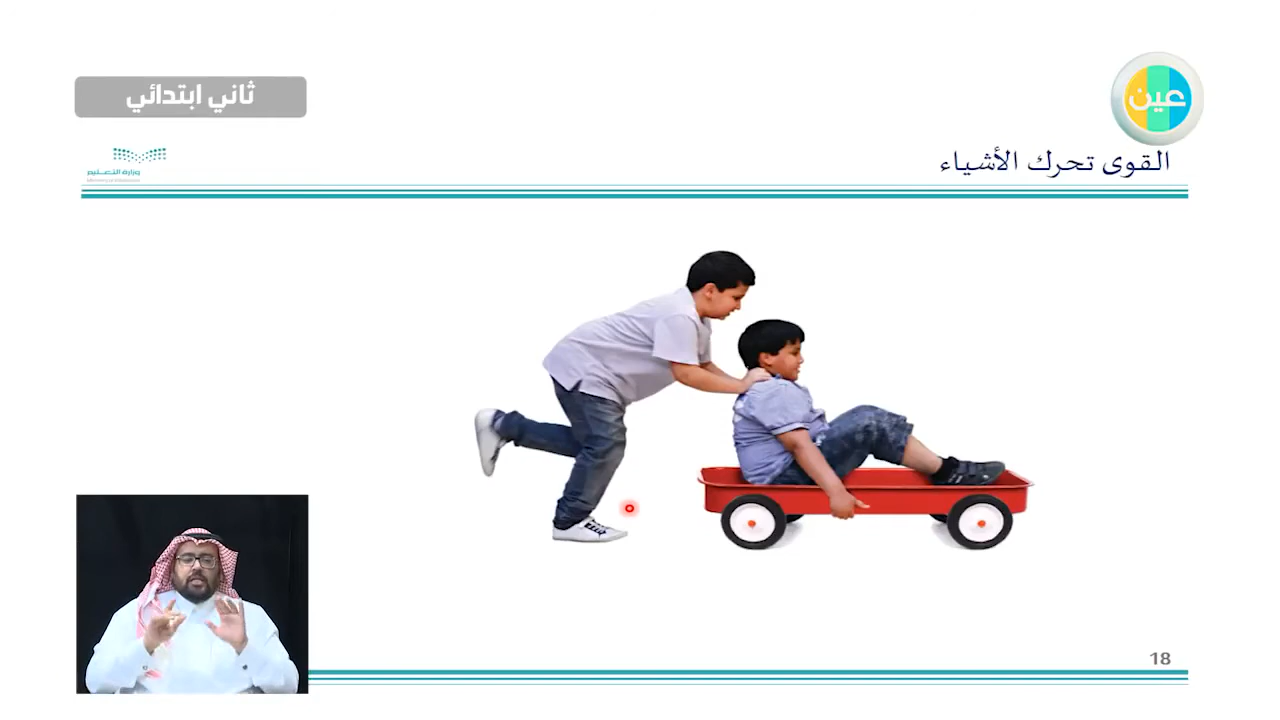 عين
ثاني ابتدائي
وزارة التعليم
القوى تحرك الأشياء
18